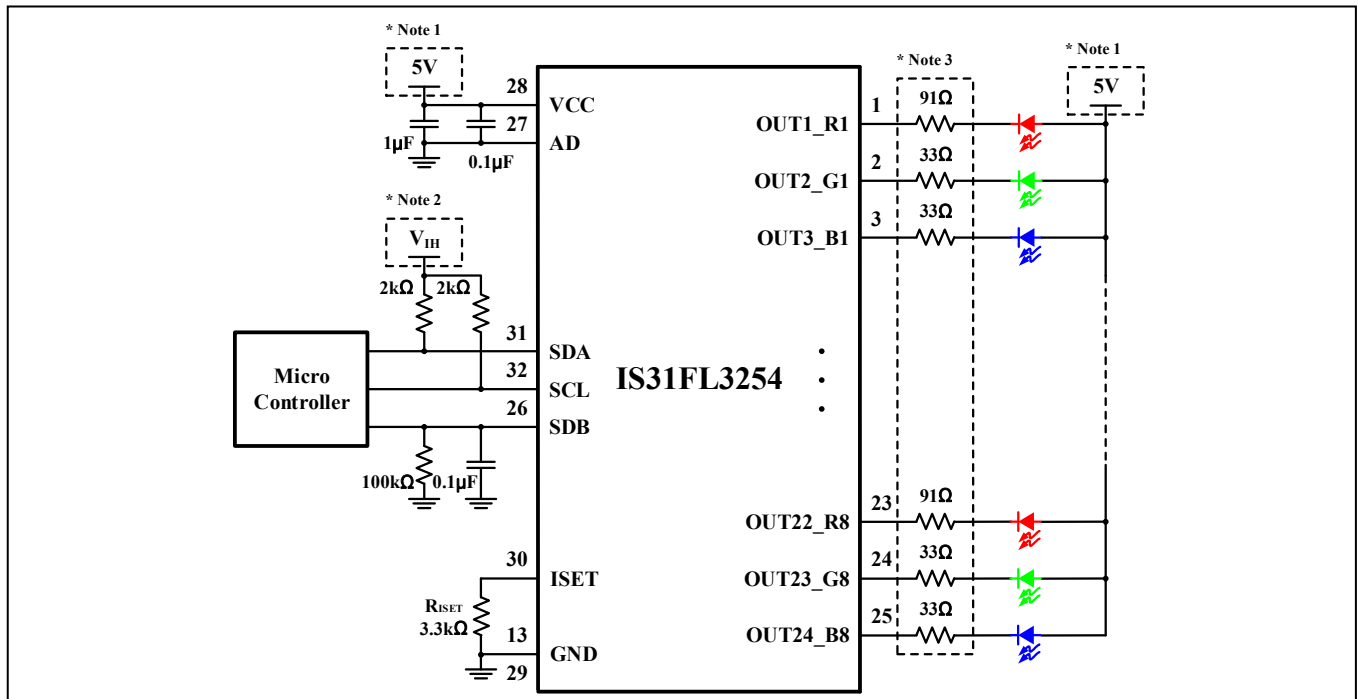 * Note 1
5V
28
VCC
27
AD
1µF
0.1µF
* Note 2
VIH
2kΩ
2kΩ
31
SDA
32
SCL
26
SDB
Micro
Controller
100kΩ
0.1µF
30
ISET
RISET
3.3kΩ
13
GND
29
IS31FL3254
* Note 3
* Note 1
5V
1
OUT1_R1
91Ω
2
OUT2_G1
33Ω
3
OUT3_B1
33Ω
23
OUT22_R8
91Ω
24
OUT23_G8
33Ω
25
OUT24_B8
33Ω